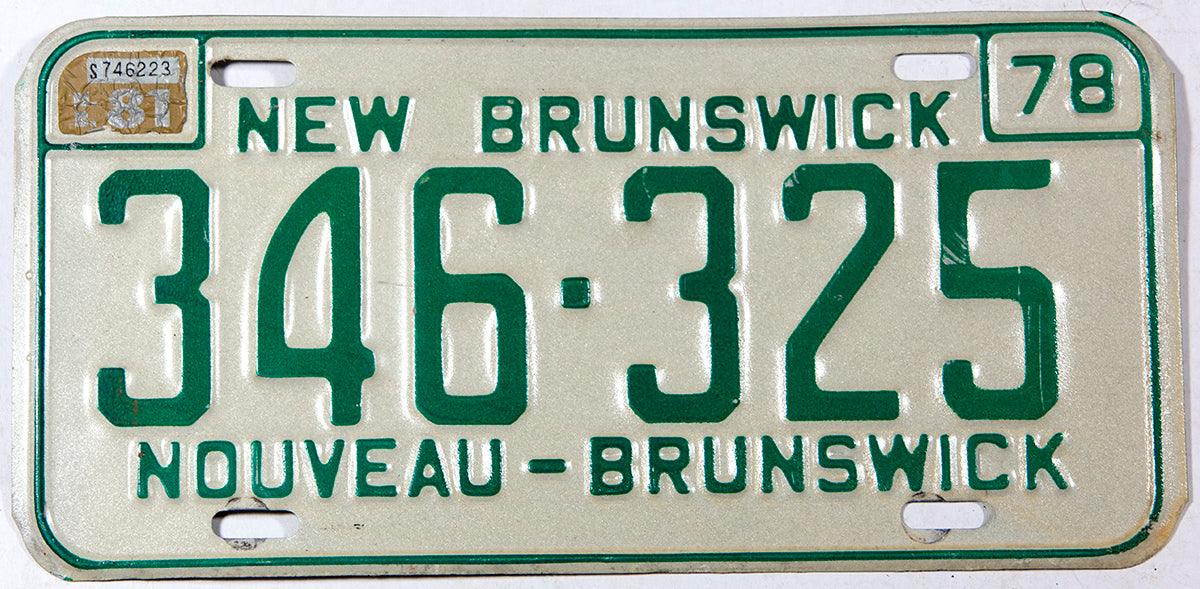 S746223
81
78
NEW BRUNSWICK
346·325
NOUVEAU-BRUNSWICK